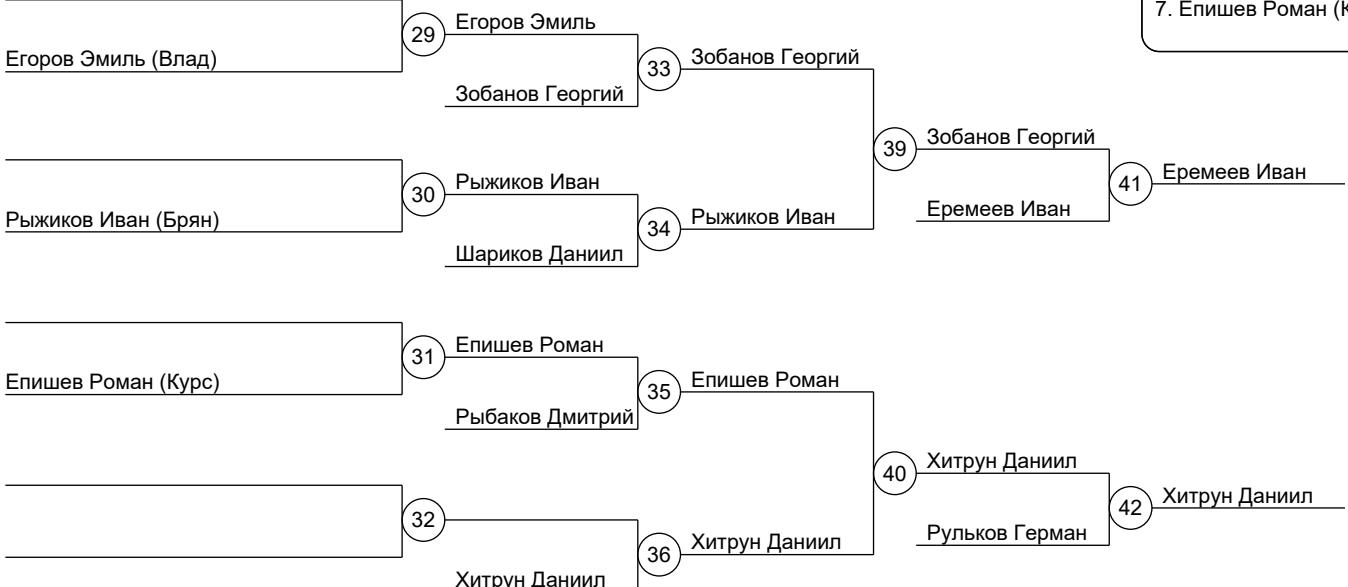 7. Епишев Роман (К
29
Егоров Эмиль
Егоров Эмиль (Влад)
33
Зобанов Георгий
Зобанов Георгий
39
Зобанов Георгий
30
Рыжиков Иван
41
Еремеев Иван
Рыжиков Иван (Брян)
34
Рыжиков Иван
Еремеев Иван
Шариков Даниил
31
Епишев Роман
Епишев Роман (Курс)
35
Епишев Роман
Рыбаков Дмитрий
40
Хитрун Даниил
42
Хитрун Даниил
32
Рульков Герман
36
Хитрун Даниил
Хитрун Даниил